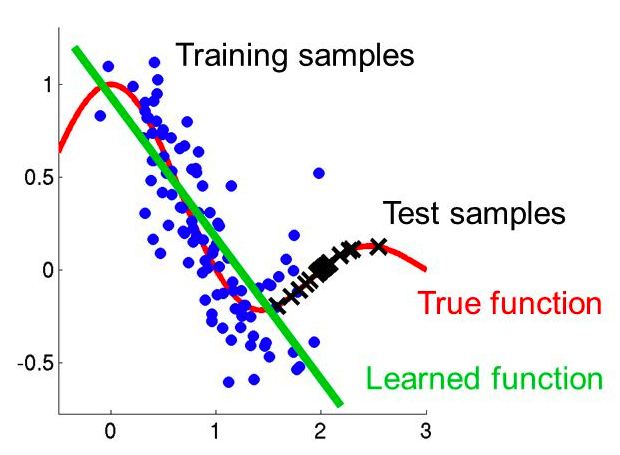 Training samples
1
0.5
Test samples
0
True function
-0.5
Learned function
0
1
2
3